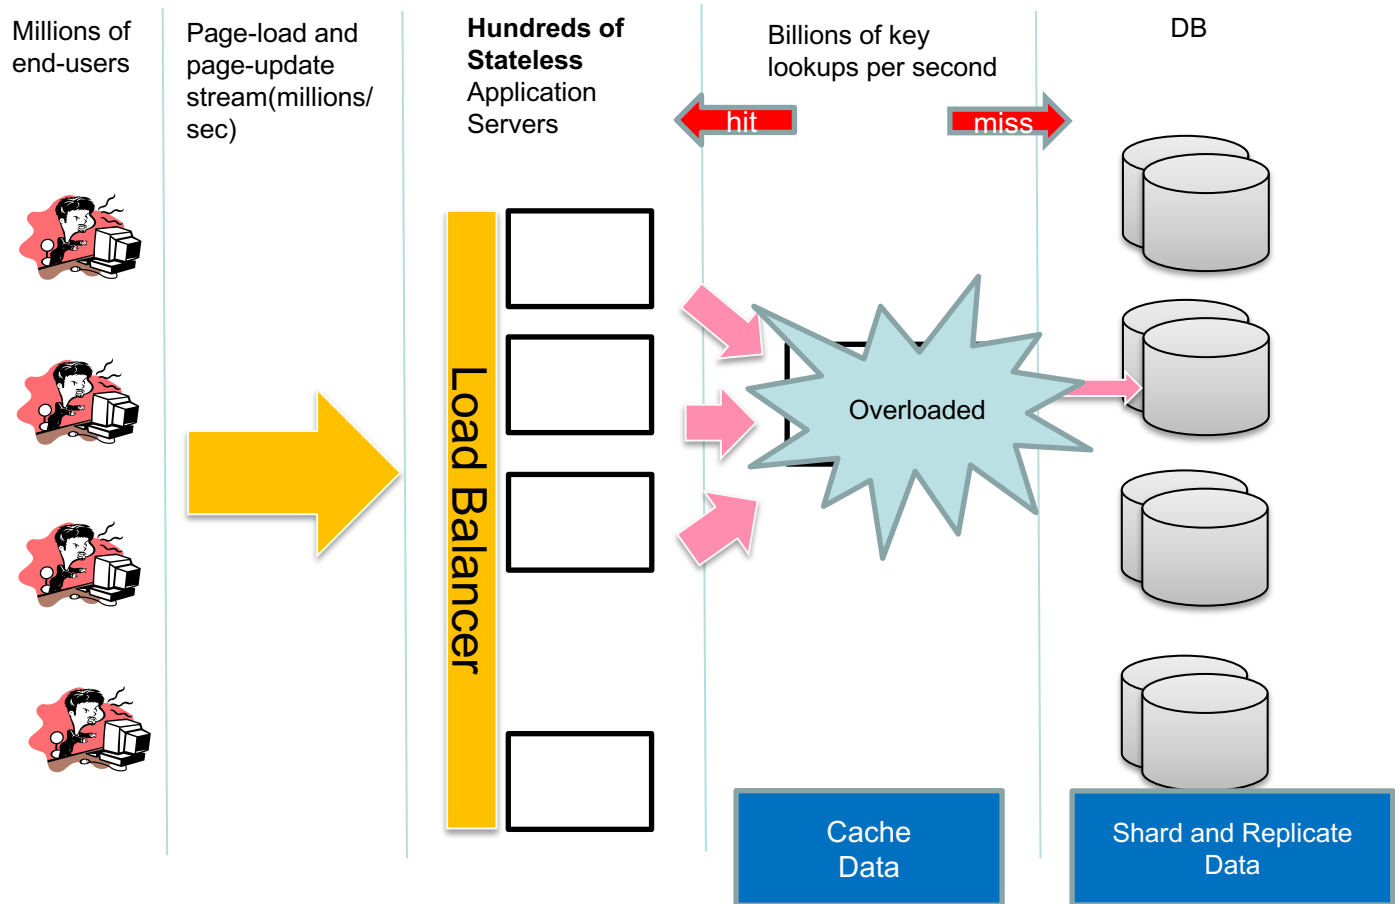 Millions of
end-users
Page-load and
page-update
stream(millions/
sec)
Hundreds of
Stateless
Application
Servers
Billions of key
lookups per second
DB
hit
miss
Load Balancer
Overloaded
Cache
Data
Shard and Replicate
Data